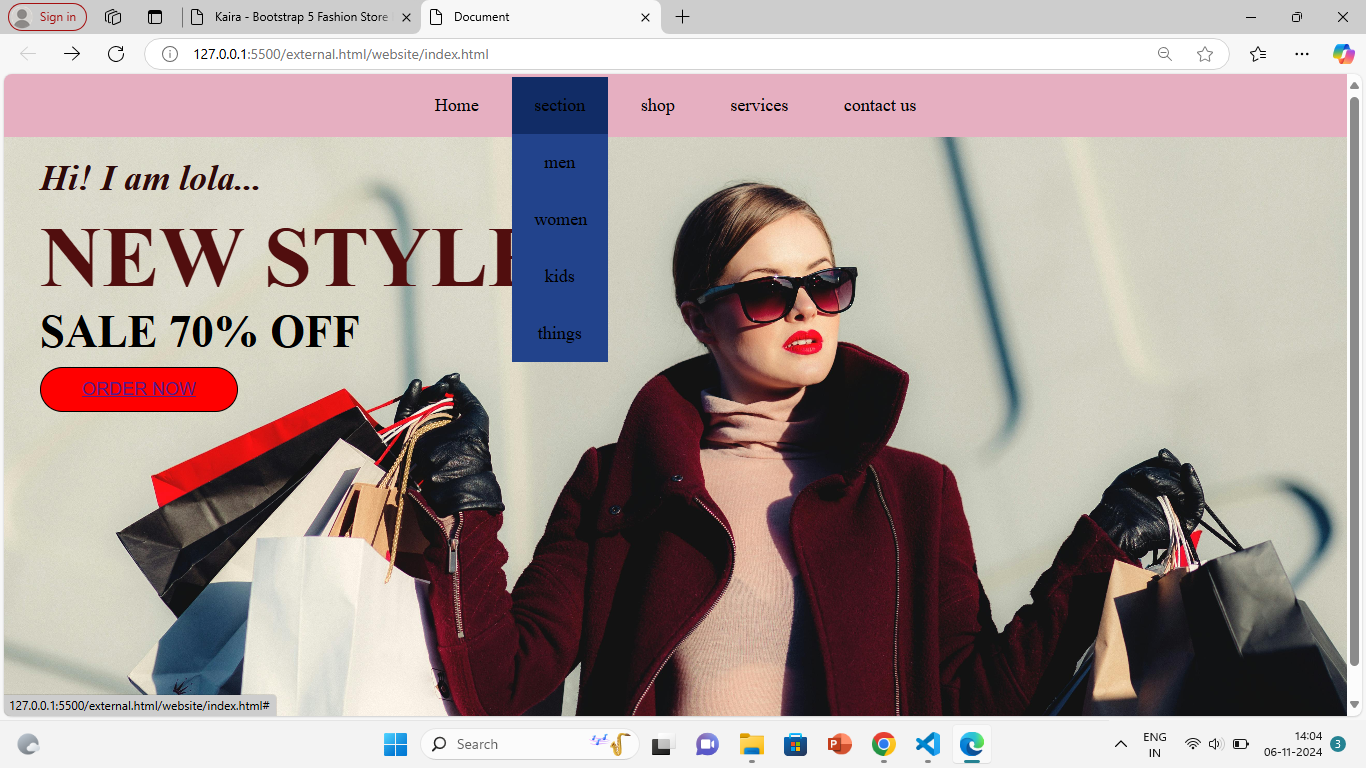 Sign in
Kaira - Bootstrap 5 Fashion Store
Document
127.0.0.1:5500/external.html/website/index.html
Home section shop services contact us
men
women
kids
things
Hi! I am lola...
NEW STYLE
SALE 70% OFF
ORDER NOW
127.0.0.1:5500/external.html/website/index.html#
Search
ENG
IN
14:04
06-11-2024
3